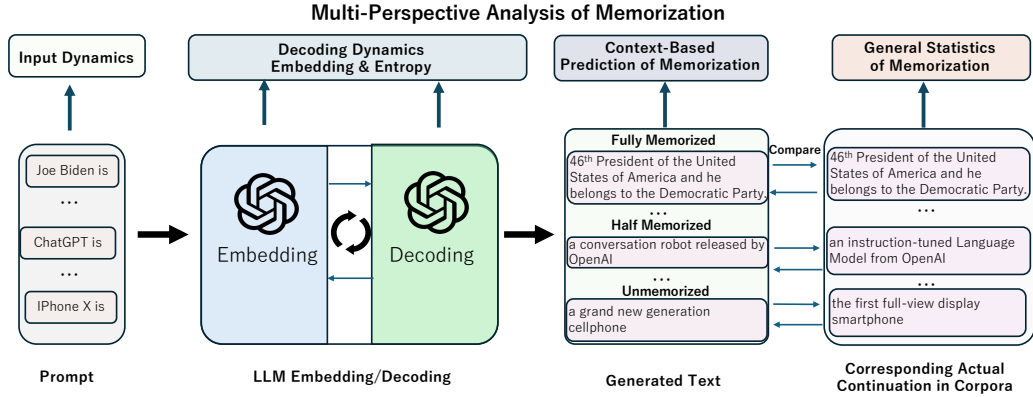 Multi-Perspective Analysis of Memorization
Input Dynamics
Decoding Dynamics
Embedding & Entropy
Context-Based
Prediction of Memorization
General Statistics
of Memorization
Joe Biden is
...
ChatGPT is
...
IPhone X is
Prompt
Embedding
Decoding
LLM Embedding/Decoding
Fully Memorized
46th President of the United
States of America and he
belongs to the Democratic Party.
...
Half Memorized
a conversation robot released by
OpenAI
...
Unmemorized
a grand new generation
cellphone
Generated Text
Compare
46th President of the United
States of America and he
belongs to the Democratic Party.
...
an instruction-tuned Language
Model from OpenAI
...
the first full-view display
smartphone
Corresponding Actual
Continuation in Corpora